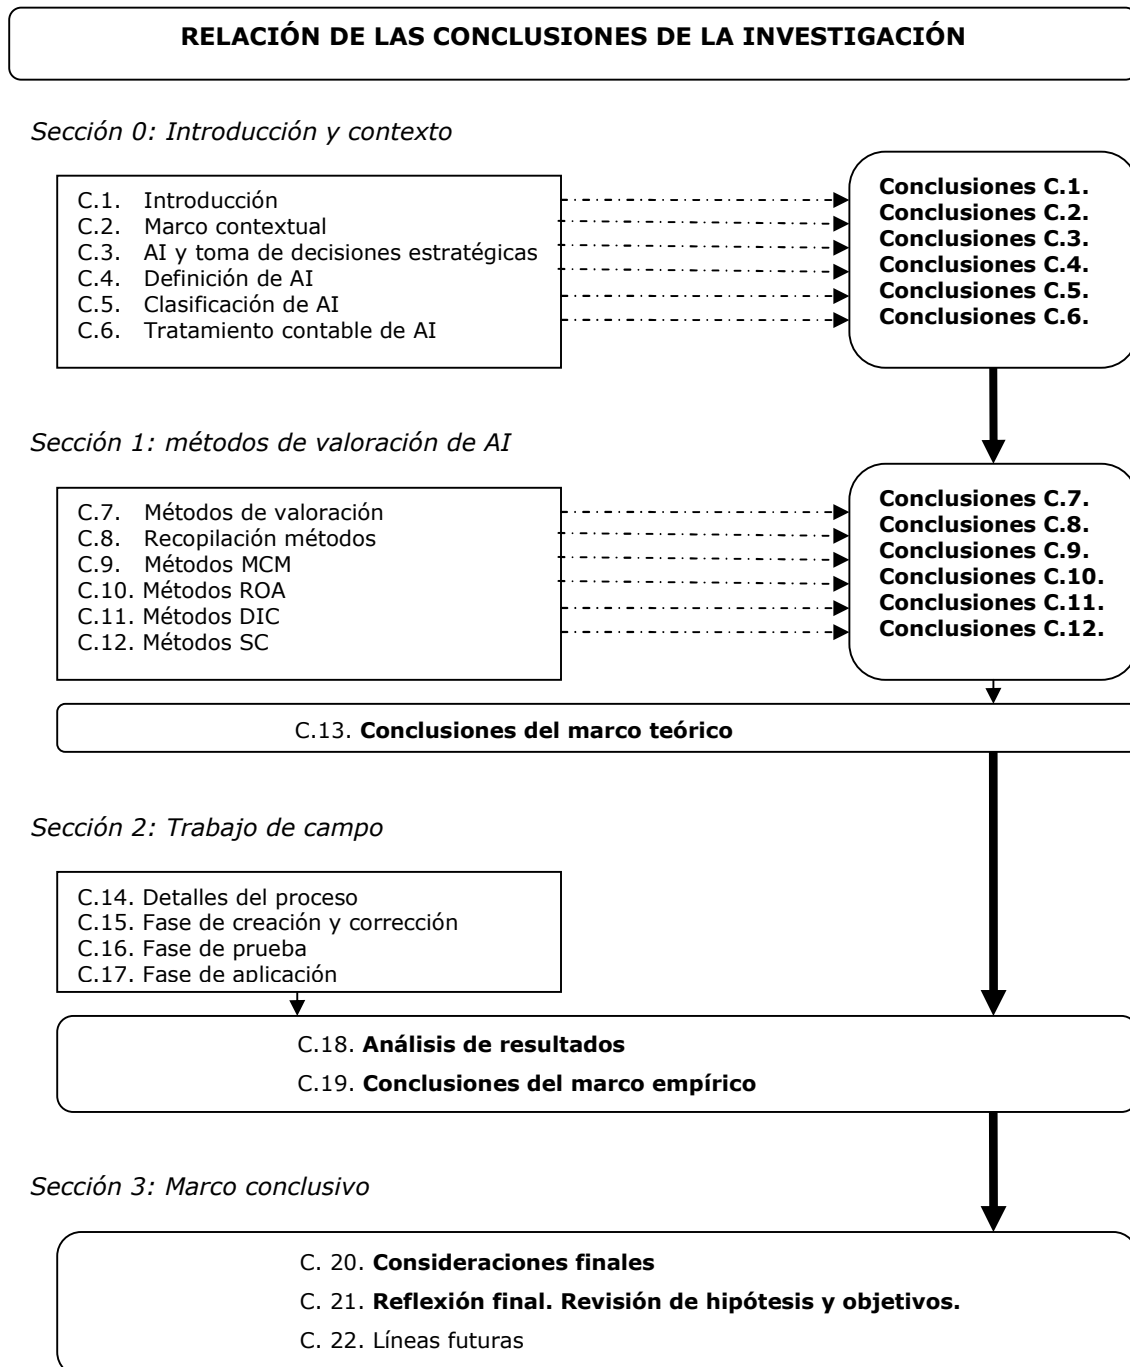 RELACIÓN DE LAS CONCLUSIONES DE LA INVESTIGACIÓN
Sección 0: Introducción y contexto
C.1. Introducción
C.2. Marco contextual
C.3. AI y toma de decisiones estratégicas
C.4. Definición de AI
C.5. Clasificación de AI
C.6. Tratamiento contable de AI
Conclusiones C.1.
Conclusiones C.2.
Conclusiones C.3.
Conclusiones C.4.
Conclusiones C.5.
Conclusiones C.6.
Sección 1: métodos de valoración de AI
C.7. Métodos de valoración
C.8. Recopilación métodos
C.9. Métodos MCM
C.10. Métodos ROA
C.11. Métodos DIC
C.12. Métodos SC
Conclusiones C.7.
Conclusiones C.8.
Conclusiones C.9.
Conclusiones C.10.
Conclusiones C.11.
Conclusiones C.12.
C.13. Conclusiones del marco teórico
Sección 2: Trabajo de campo
C.14. Detalles del proceso
C.15. Fase de creación y corrección
C.16. Fase de prueba
C.17. Fase de aplicación
C.18. Análisis de resultados
C.19. Conclusiones del marco empírico
Sección 3: Marco conclusivo
C. 20. Consideraciones finales
C. 21. Reflexión final. Revisión de hipótesis y objetivos.
C. 22. Líneas futuras